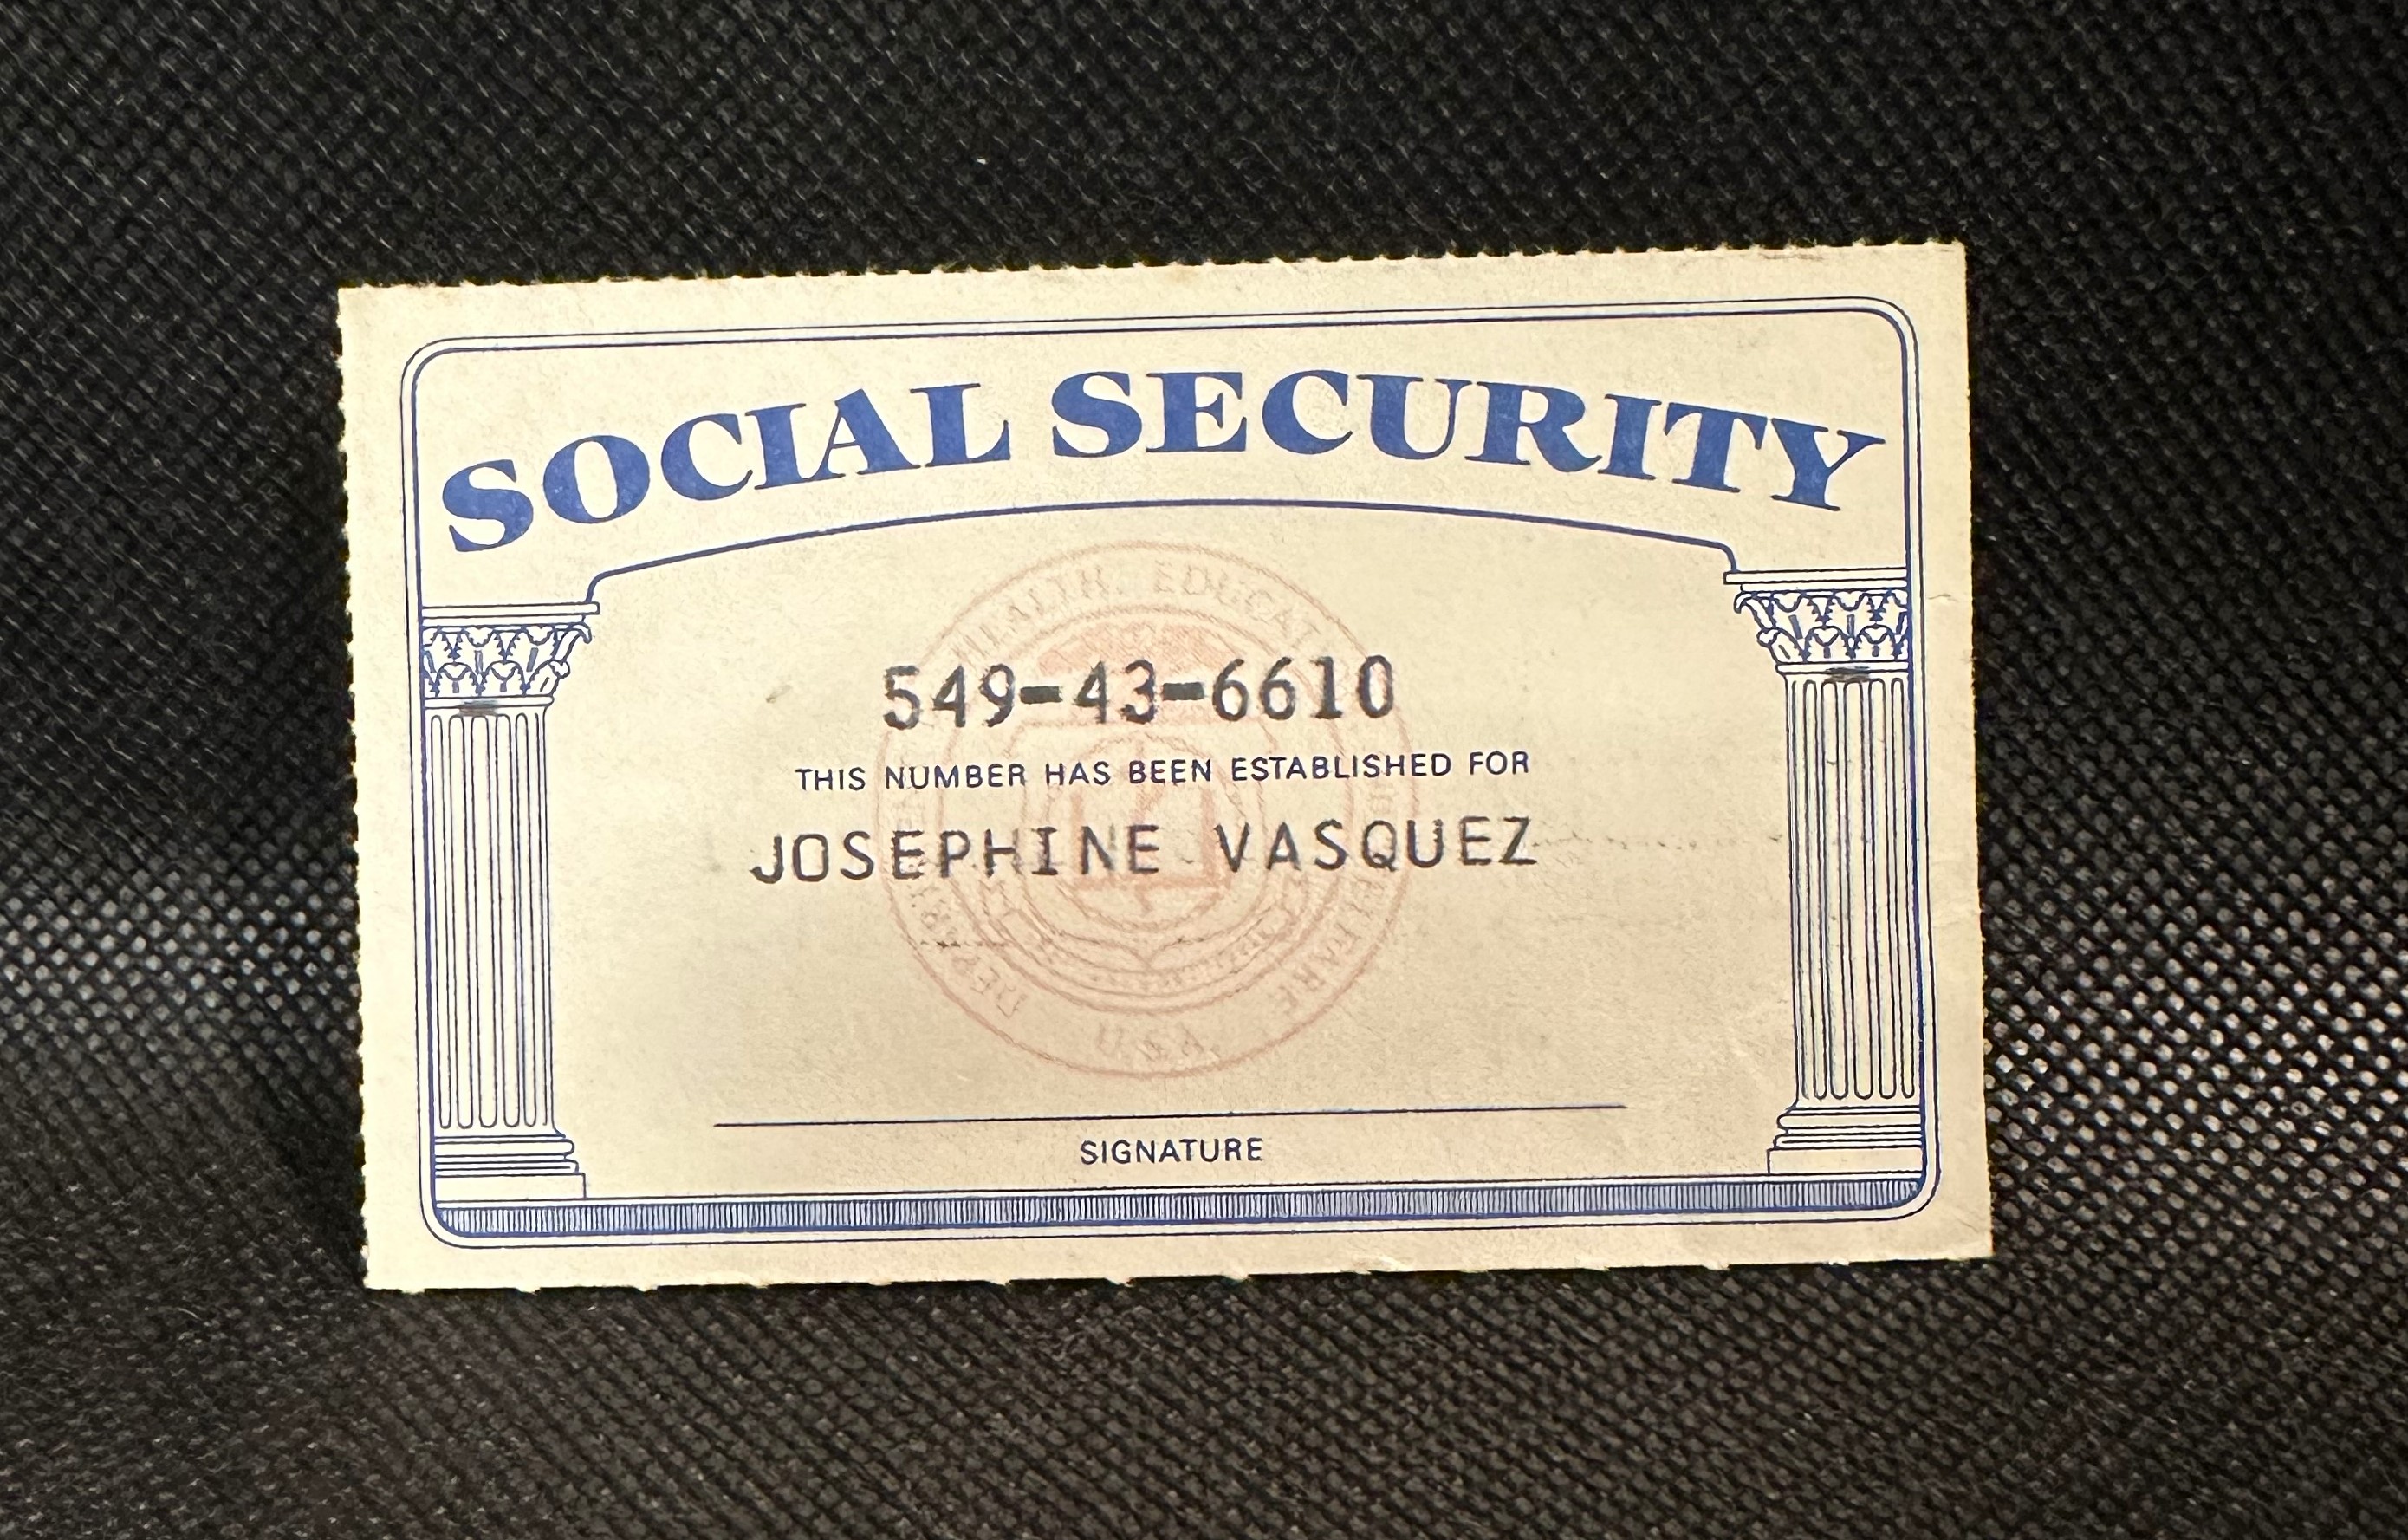 SOCIAL SECURITY
549-43-6610
THIS NUMBER HAS BEEN ESTABLISHED FOR
JOSEPHINE VASQUEZ
U.S.A.
SIGNATURE